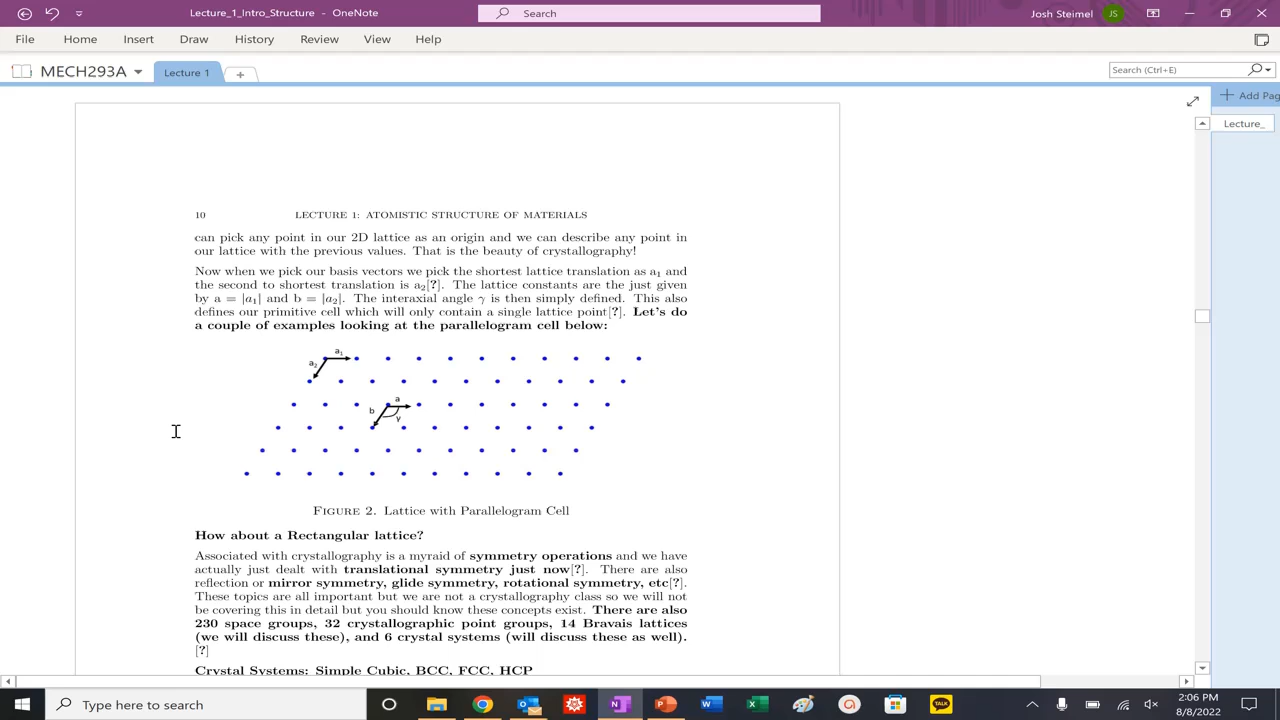 Lecture_1_Intro_Structure - OneNote
Search
Josh Steimel
JS
File Home Insert Draw History Review View Help
MECH293A
Lecture 1
Search (Ctrl+E)
Add Pag
Lecture_
10 LECTURE 1: ATOMISTIC STRUCTURE OF MATERIALS
can pick any point in our 2D lattice as an origin and we can describe any point in
our lattice with the previous values. That is the beauty of crystallography!
Now when we pick our basis vectors we pick the shortest lattice translation as a₁ and
the second to shortest translation is a₂[?]. The lattice constants are the just given
by a = |a₁| and b = |a₂|. The interaxial angle γ is then simply defined. This also
defines our primitive cell which will only contain a single lattice point[?]. Let's do
a couple of examples looking at the parallelogram cell below:
a₁
a₂
a
b
γ
Figure 2. Lattice with Parallelogram Cell
How about a Rectangular lattice?
Associated with crystallography is a myraid of symmetry operations and we have
actually just dealt with translational symmetry just now[?]. There are also
reflection or mirror symmetry, glide symmetry, rotational symmetry, etc[?].
These topics are all important but we are not a crystallography class so we will not
be covering this in detail but you should know these concepts exist. There are also
230 space groups, 32 crystallographic point groups, 14 Bravais lattices
(we will discuss these), and 6 crystal systems (will discuss these as well).
[?]
Crystal Systems: Simple Cubic, BCC, FCC, HCP
Type here to search
TALK
2:06 PM
8/8/2022